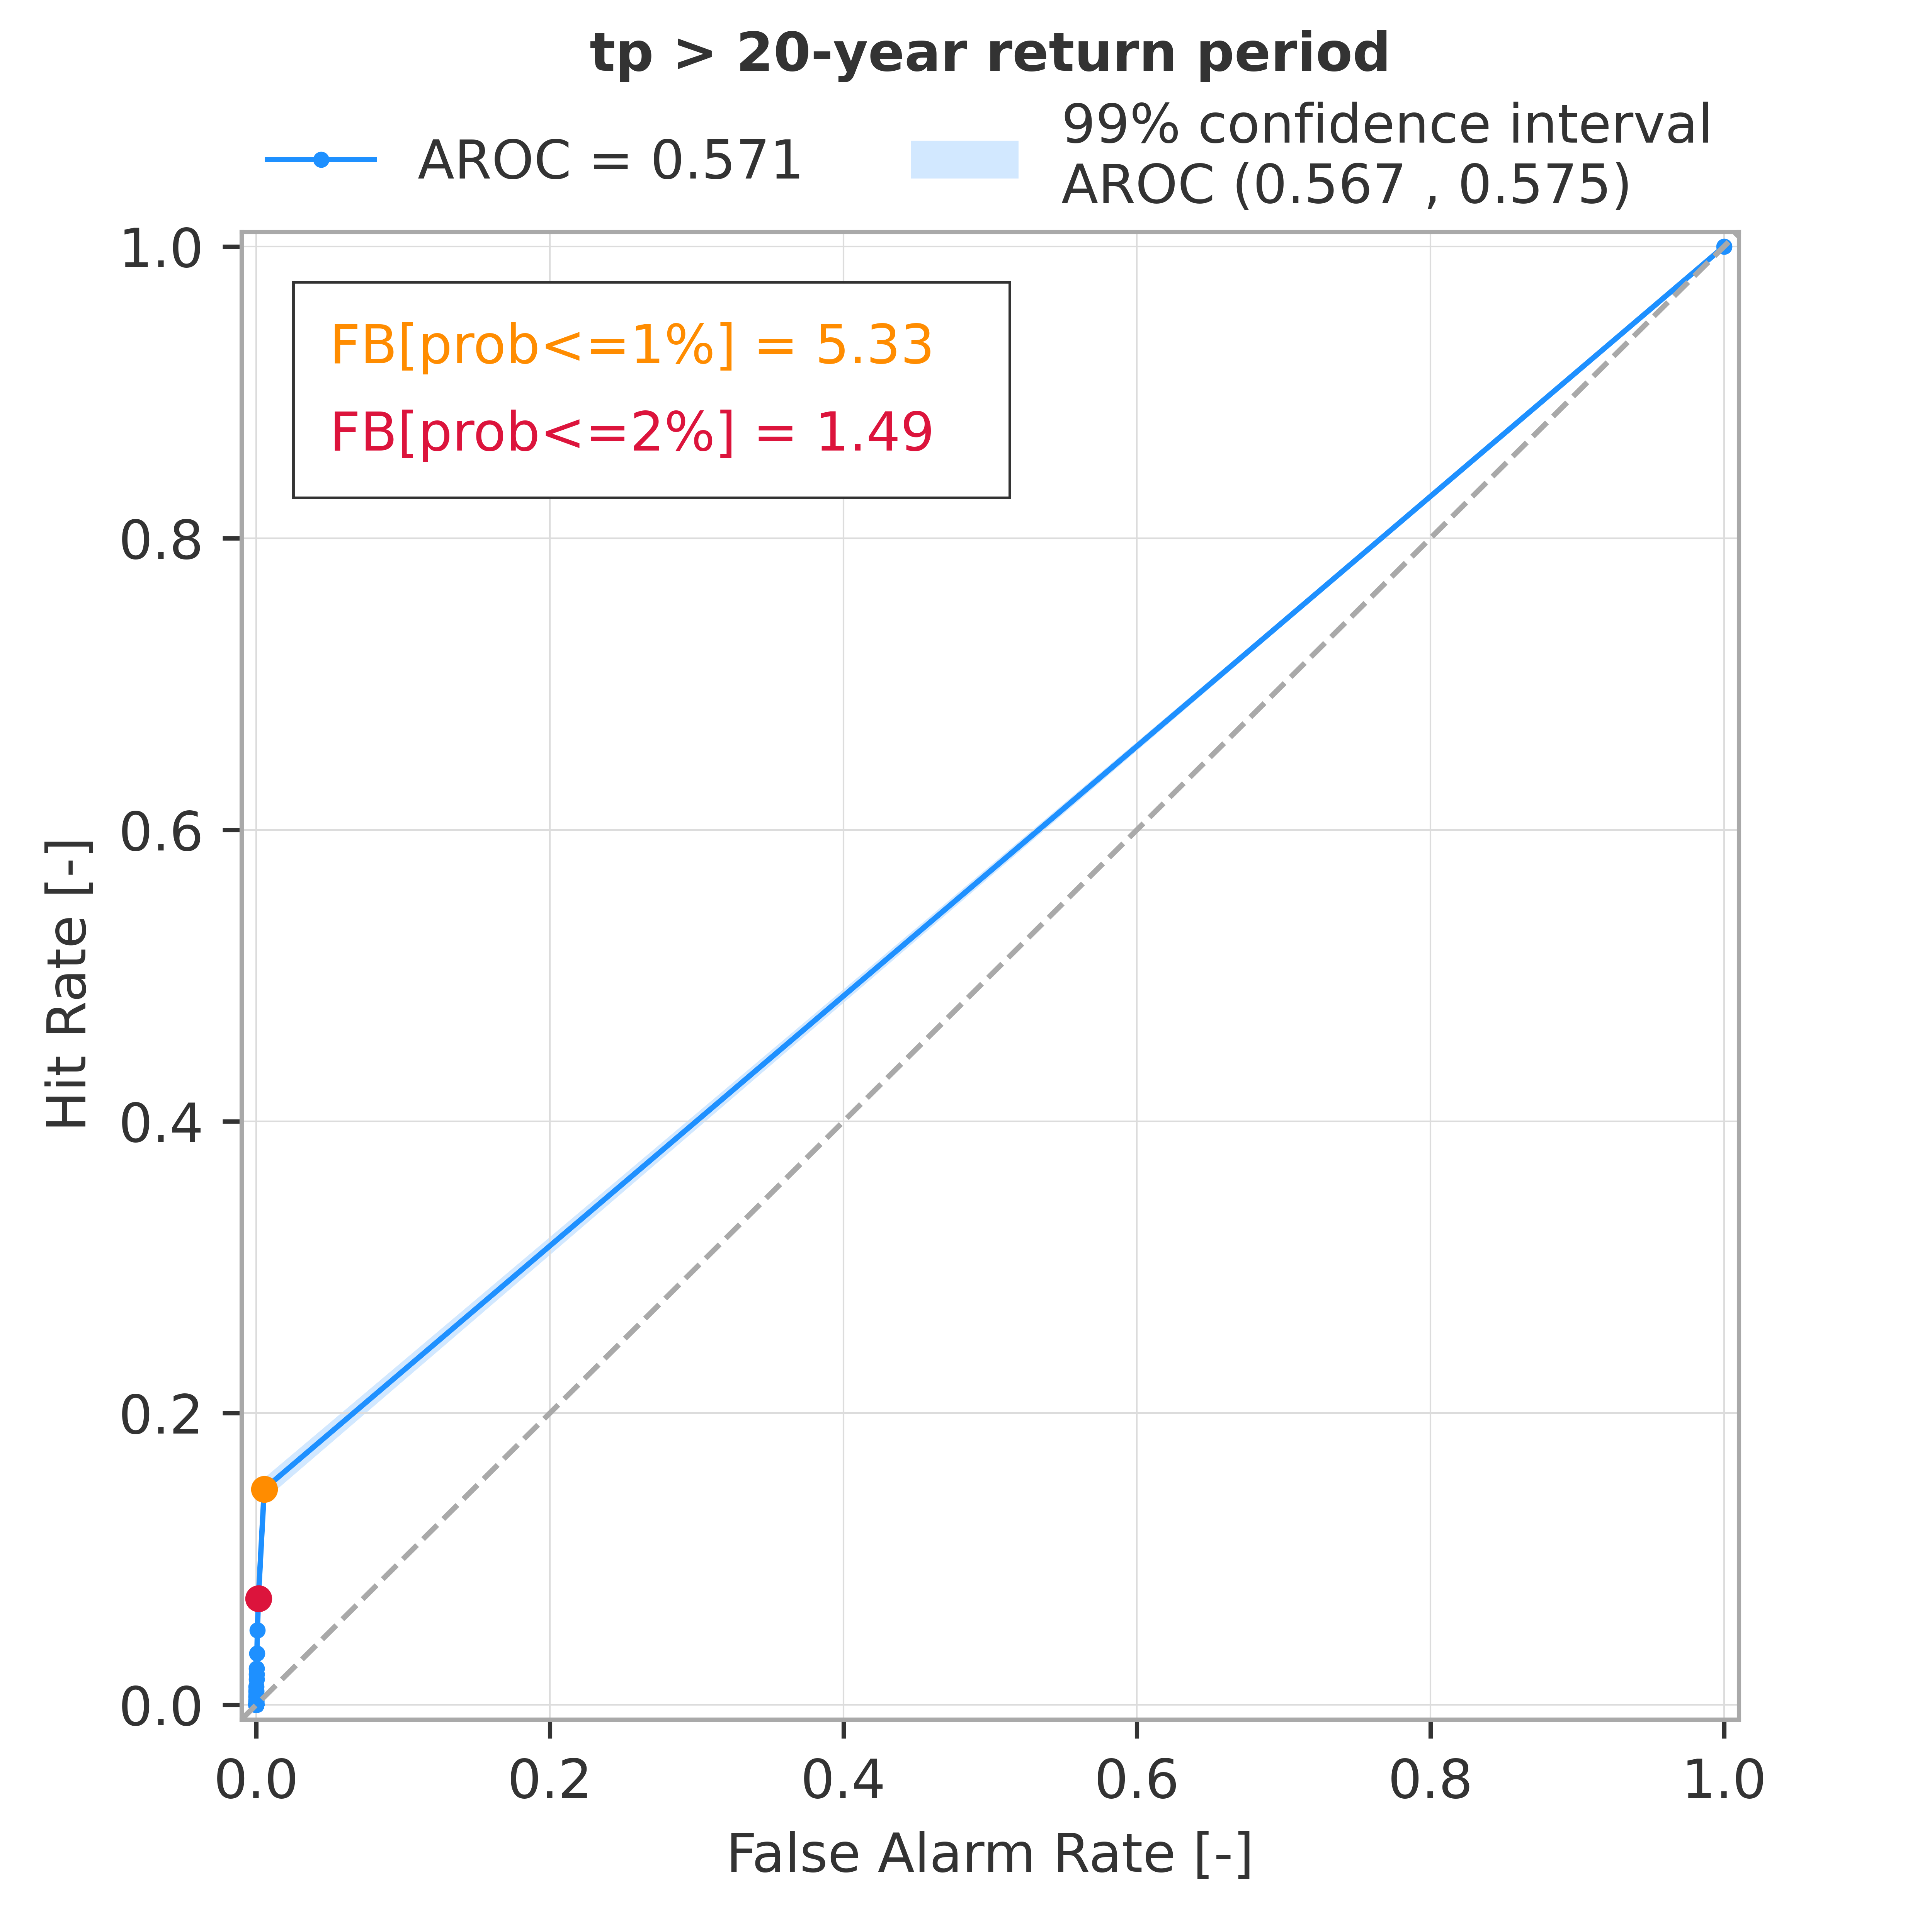 tp > 20-year return period
AROC = 0.571
99% confidence interval
AROC (0.567 , 0.575)
FB[prob<=1%] = 5.33
FB[prob<=2%] = 1.49
1.0
0.8
0.6
0.4
0.2
0.0
Hit Rate [-]
0.0 0.2 0.4 0.6 0.8 1.0
False Alarm Rate [-]